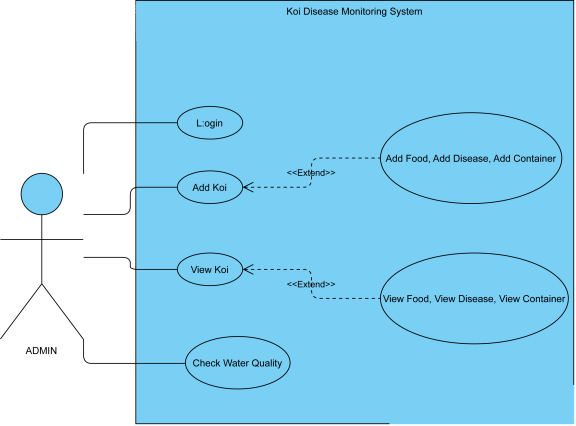 Koi Disease Monitoring System
L:ogin
Add Food, Add Disease, Add Container
<<Extend>>
Add Koi
View Koi
<<Extend>>
View Food, View Disease, View Container
ADMIN
Check Water Quality